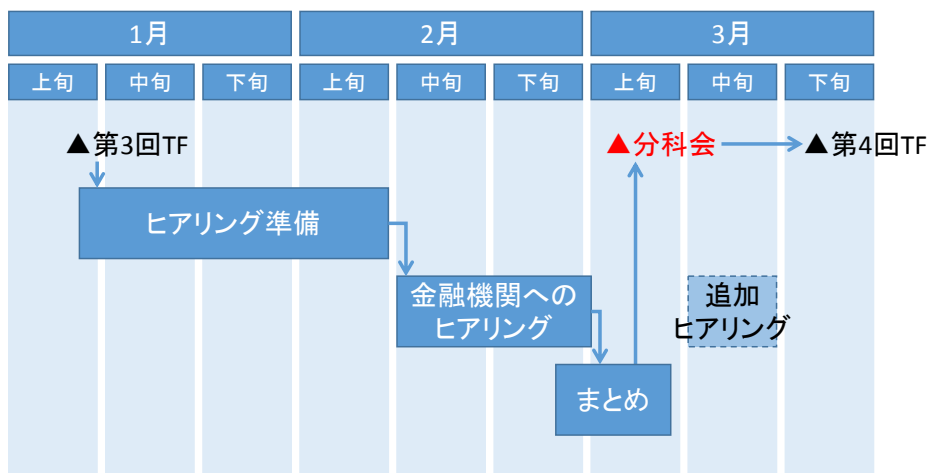 1月
2月
3月
上旬
中旬
下旬
上旬
中旬
下旬
上旬
中旬
下旬
▲第3回TF
▲分科会
▲第4回TF
ヒアリング準備
金融機関への
ヒアリング
追加
ヒアリング
まとめ